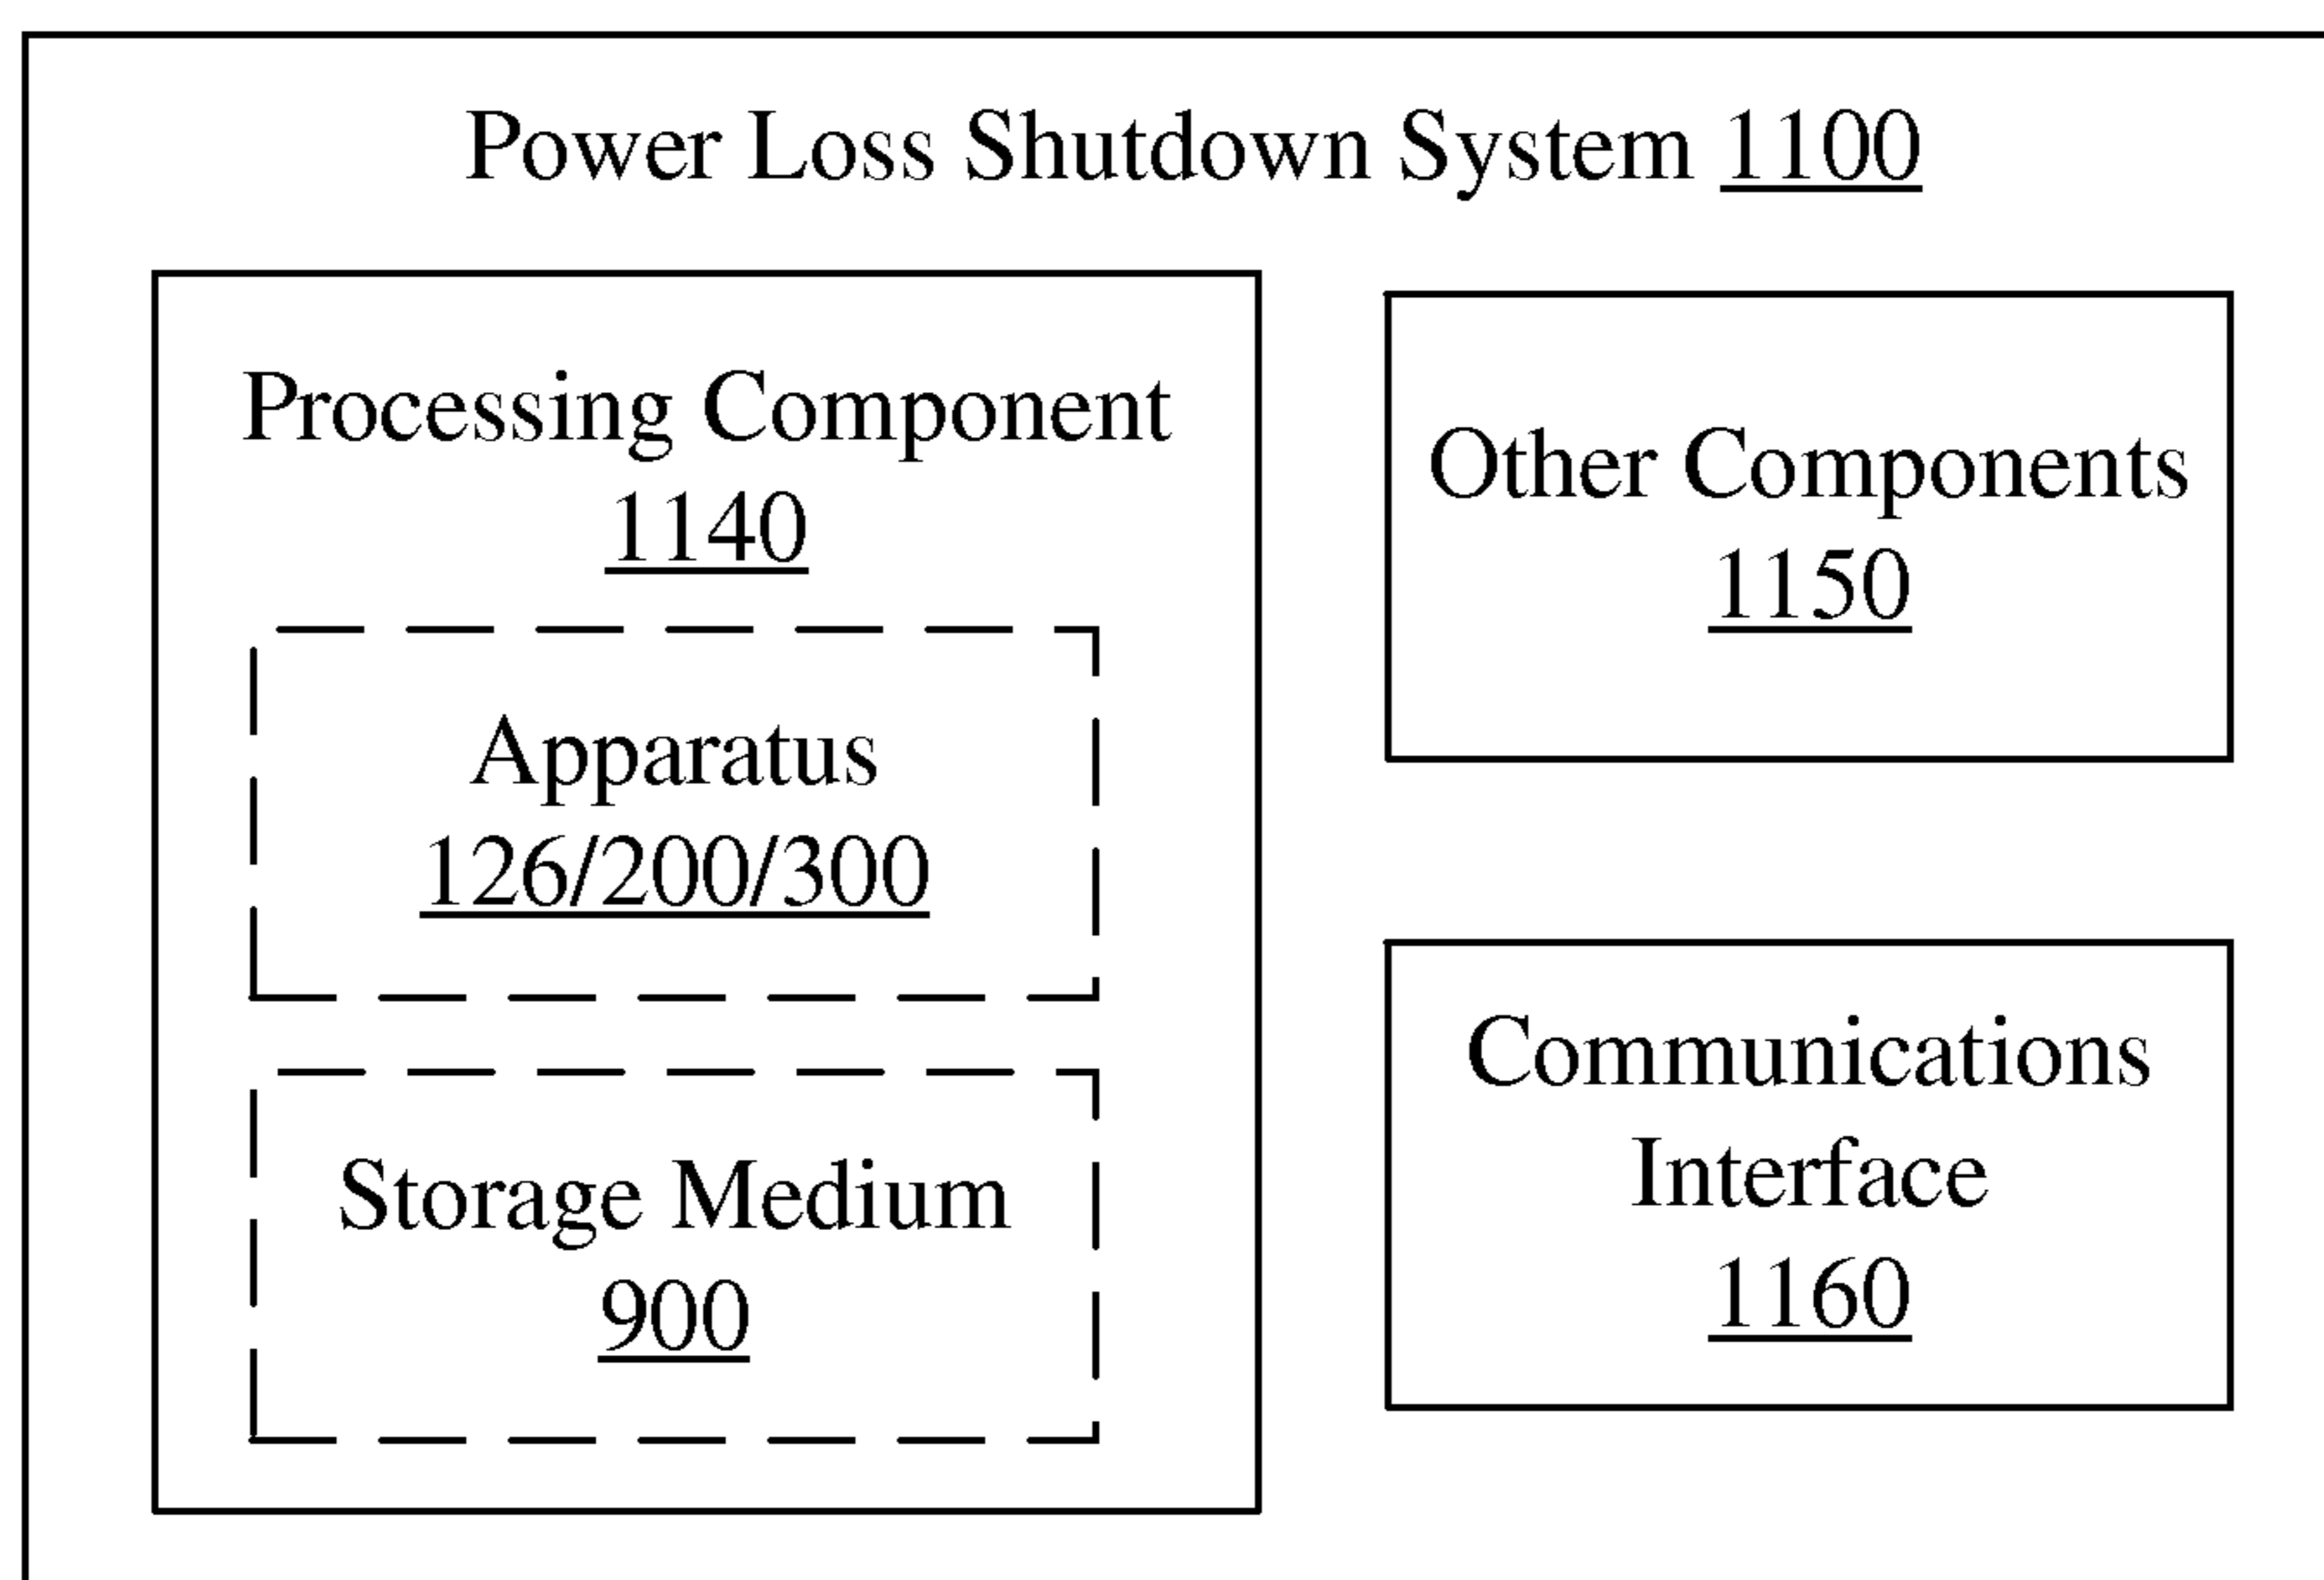 Power Loss Shutdown System 1100
Processing Component
1140
Apparatus
126/200/300
Storage Medium
900
Other Components
1150
Communications
Interface
1160